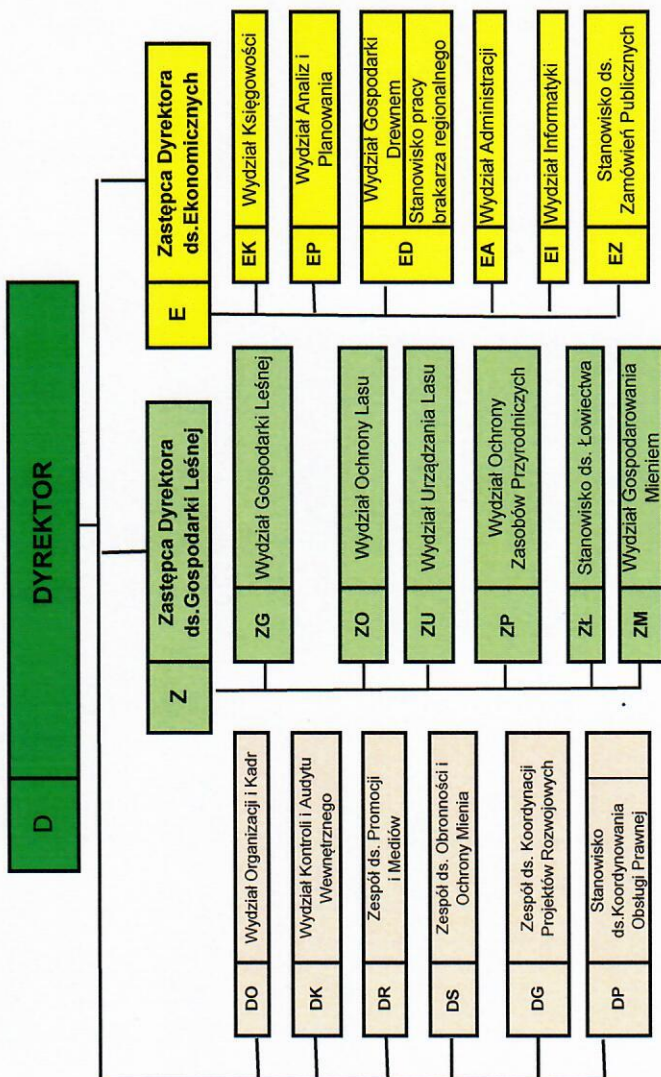 D
DYREKTOR
Z
Zastępca Dyrektora
ds.Gospodarki Leśnej
E
Zastępca Dyrektora
ds.Ekonomicznych
DO
Wydział Organizacji i Kadr
DK
Wydział Kontroli i Audytu
Wewnętrznego
DR
Zespół ds. Promocji
i Mediów
DS
Zespół ds. Obronności i
Ochrony Mienia
DG
Zespół ds. Koordynacji
Projektów Rozwojowych
DP
Stanowisko
ds.Koordynowania
Obsługi Prawnej
ZG
Wydział Gospodarki Leśnej
ZO
Wydział Ochrony Lasu
ZU
Wydział Urządzania Lasu
ZP
Wydział Ochrony
Zasobów Przyrodniczych
ZŁ
Stanowisko ds. Łowiectwa
ZM
Wydział Gospodarowania
Mieniem
EK
Wydział Księgowości
EP
Wydział Analiz i
Planowania
ED
Wydział Gospodarki
Drewnem
Stanowisko pracy
brakarza regionalnego
EA
Wydział Administracji
EI
Wydział Informatyki
EZ
Stanowisko ds.
Zamówień Publicznych